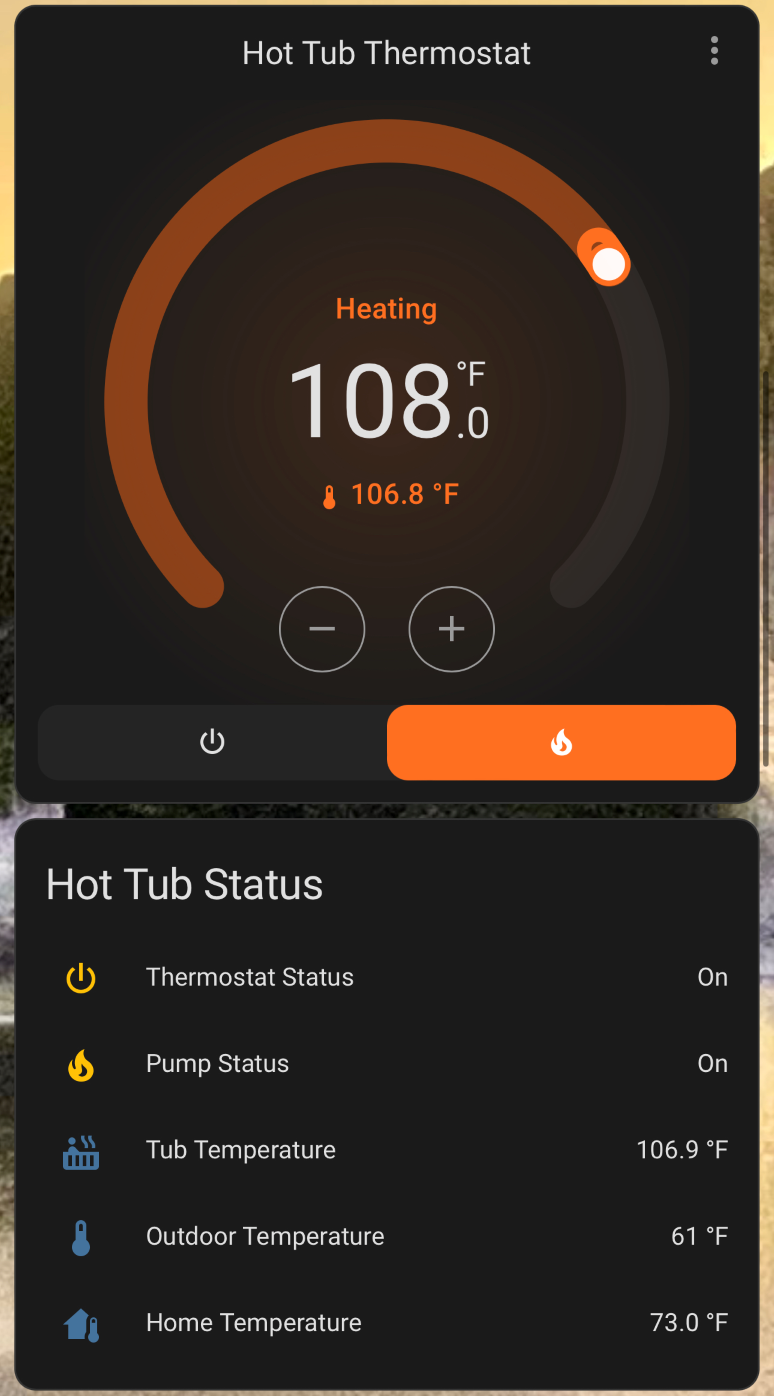 Hot Tub Thermostat
Heating
108.0 °F
106.8 °F
Hot Tub Status
Thermostat Status On
Pump Status On
Tub Temperature 106.9 °F
Outdoor Temperature 61 °F
Home Temperature 73.0 °F